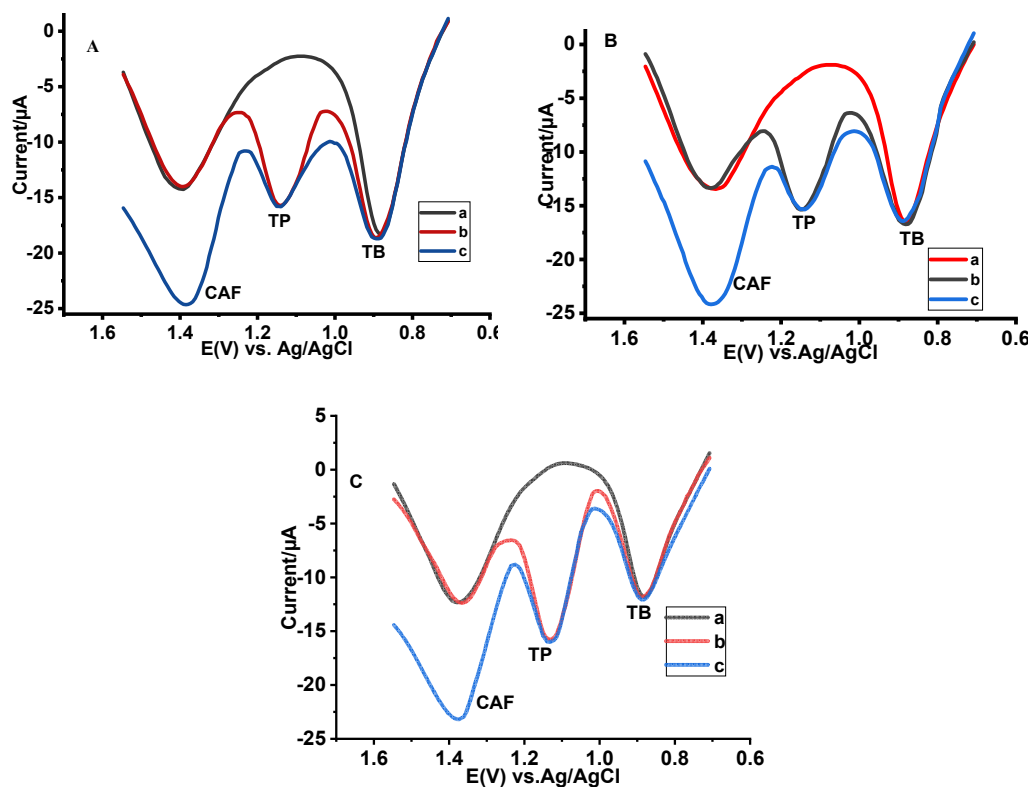 A
0
-5
-10
-15
-20
-25
Current/µA
1.6
1.4
1.2
1.0
0.8
0.6
E(V) vs. Ag/AgCl
CAF
TP
TB
a
b
c
B
0
-5
-10
-15
-20
-25
Current/µA
1.6
1.4
1.2
1.0
0.8
0.6
E(V) vs.Ag/AgCl
CAF
TP
TB
a
b
c
C
5
0
-5
-10
-15
-20
-25
Current/µA
1.6
1.4
1.2
1.0
0.8
0.6
E(V) vs.Ag/AgCl
CAF
TP
TB
a
b
c